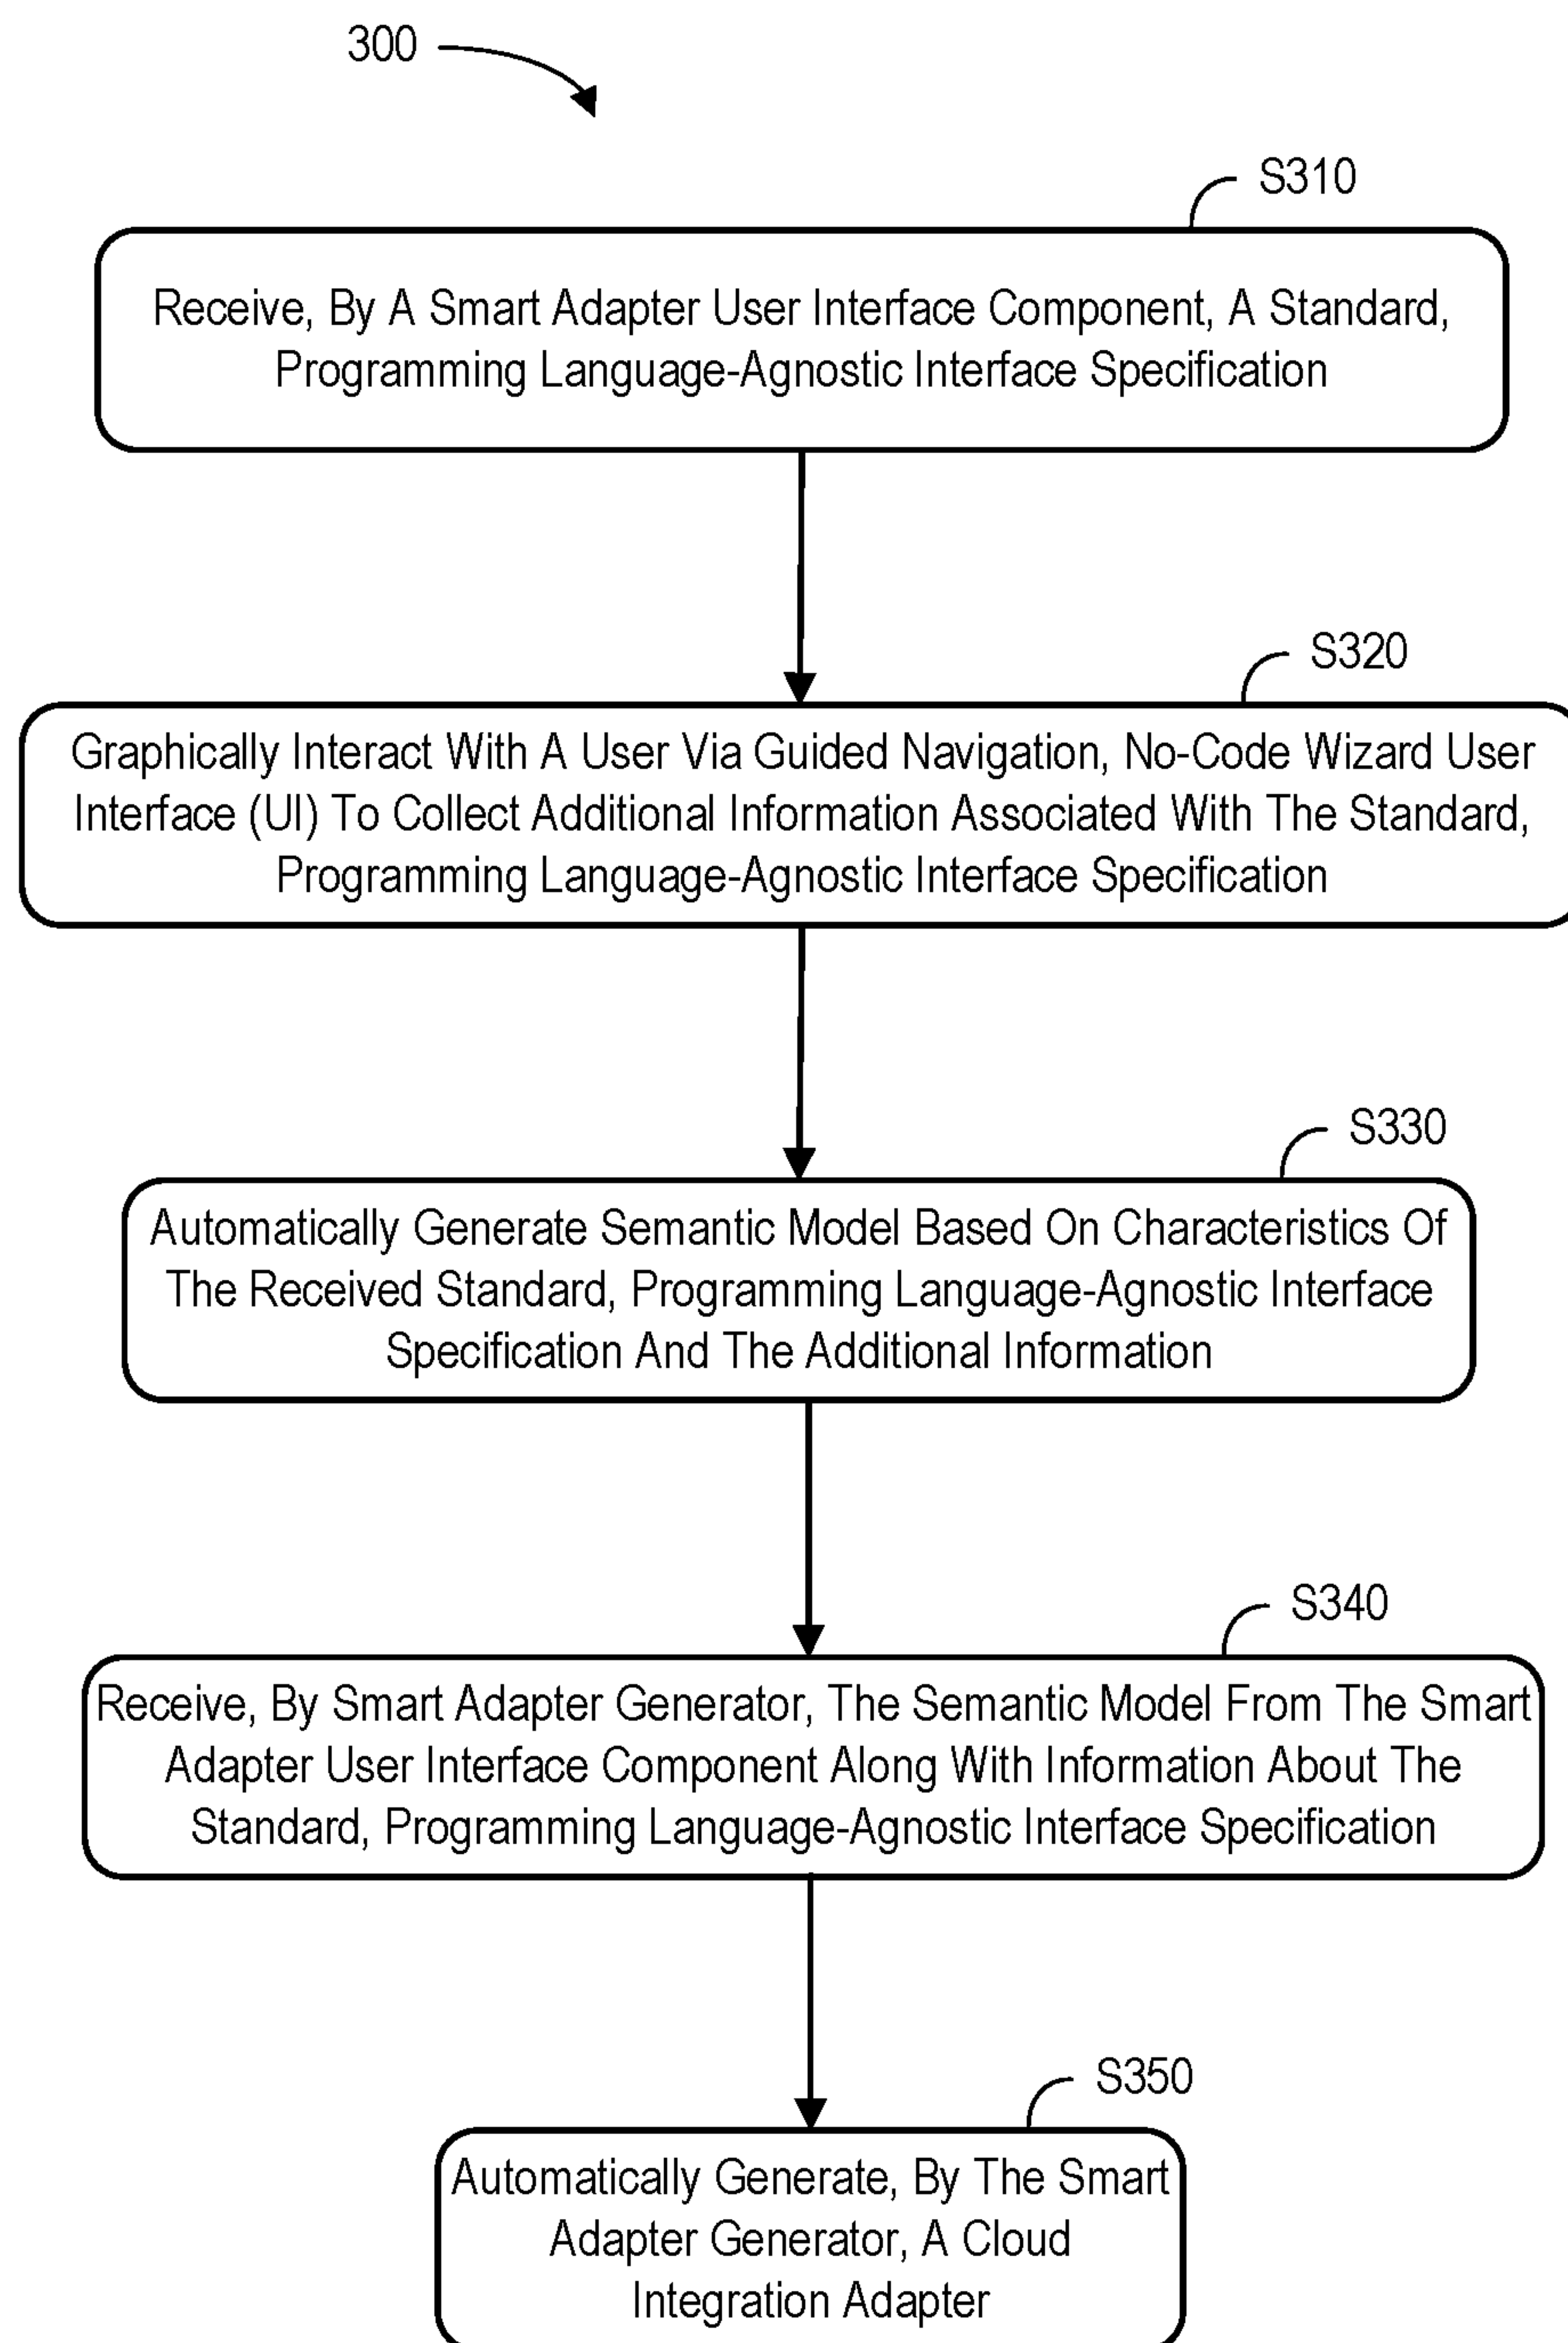 300
S310
Receive, By A Smart Adapter User Interface Component, A Standard,
Programming Language-Agnostic Interface Specification
S320
Graphically Interact With A User Via Guided Navigation, No-Code Wizard User
Interface (UI) To Collect Additional Information Associated With The Standard,
Programming Language-Agnostic Interface Specification
S330
Automatically Generate Semantic Model Based On Characteristics Of
The Received Standard, Programming Language-Agnostic Interface
Specification And The Additional Information
S340
Receive, By Smart Adapter Generator, The Semantic Model From The Smart
Adapter User Interface Component Along With Information About The
Standard, Programming Language-Agnostic Interface Specification
S350
Automatically Generate, By The Smart
Adapter Generator, A Cloud
Integration Adapter